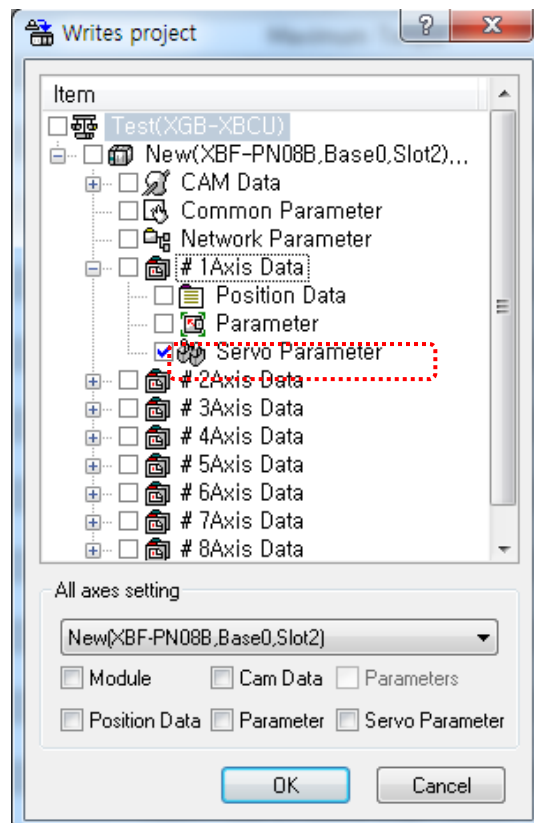 Writes project
Item
Test(XGB-XBCU)
New(XBF-PN08B,Base0,Slot2),,,
CAM Data
Common Parameter
Network Parameter
# 1Axis Data
Position Data
Parameter
Servo Parameter
# 2Axis Data
# 3Axis Data
# 4Axis Data
# 5Axis Data
# 6Axis Data
# 7Axis Data
# 8Axis Data
All axes setting
New(XBF-PN08B,Base0,Slot2)
Module Cam Data Parameters
Position Data Parameter Servo Parameter
OK Cancel